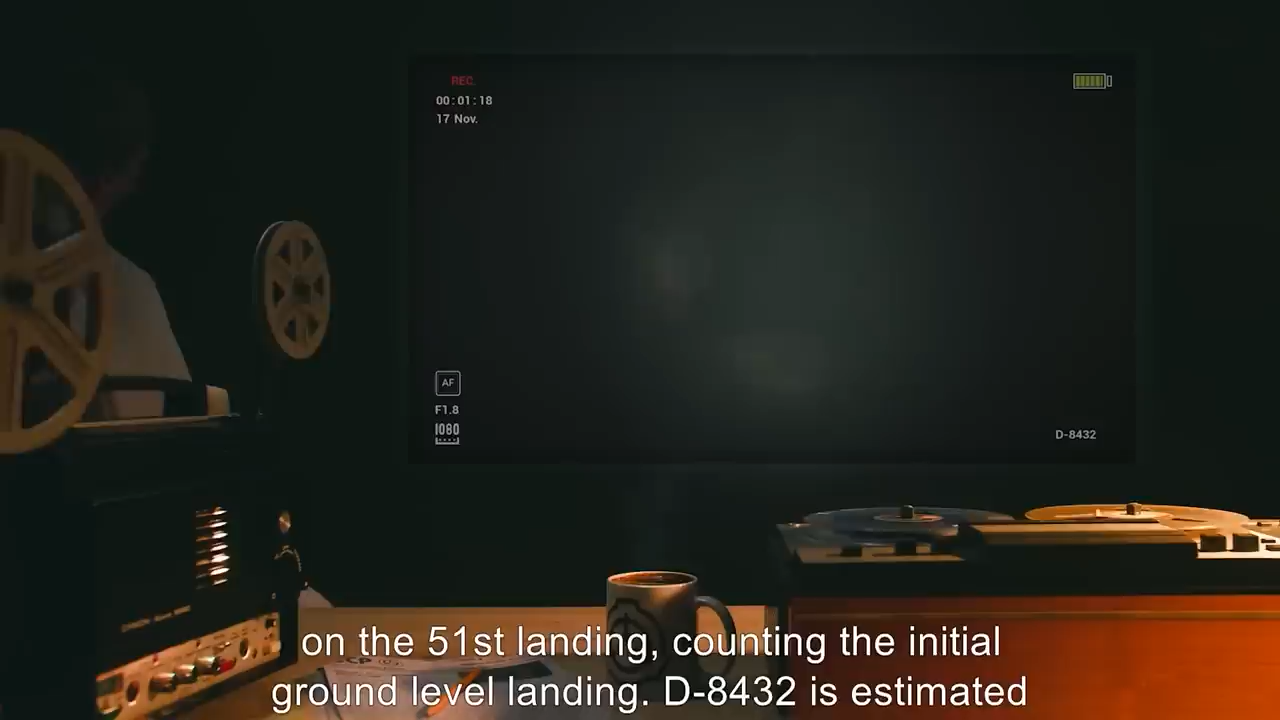 REC.
00:01:18
17 Nov.
AF
F1.8
1080
D-8432
on the 51st landing, counting the initial
ground level landing. D-8432 is estimated